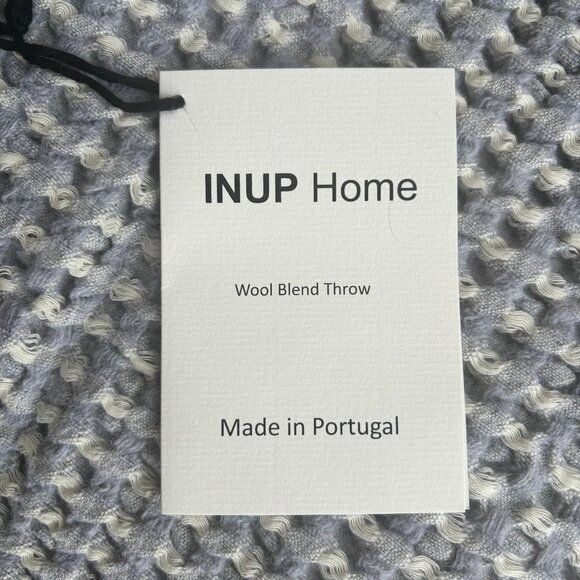 INUP Home
Wool Blend Throw
Made in Portugal